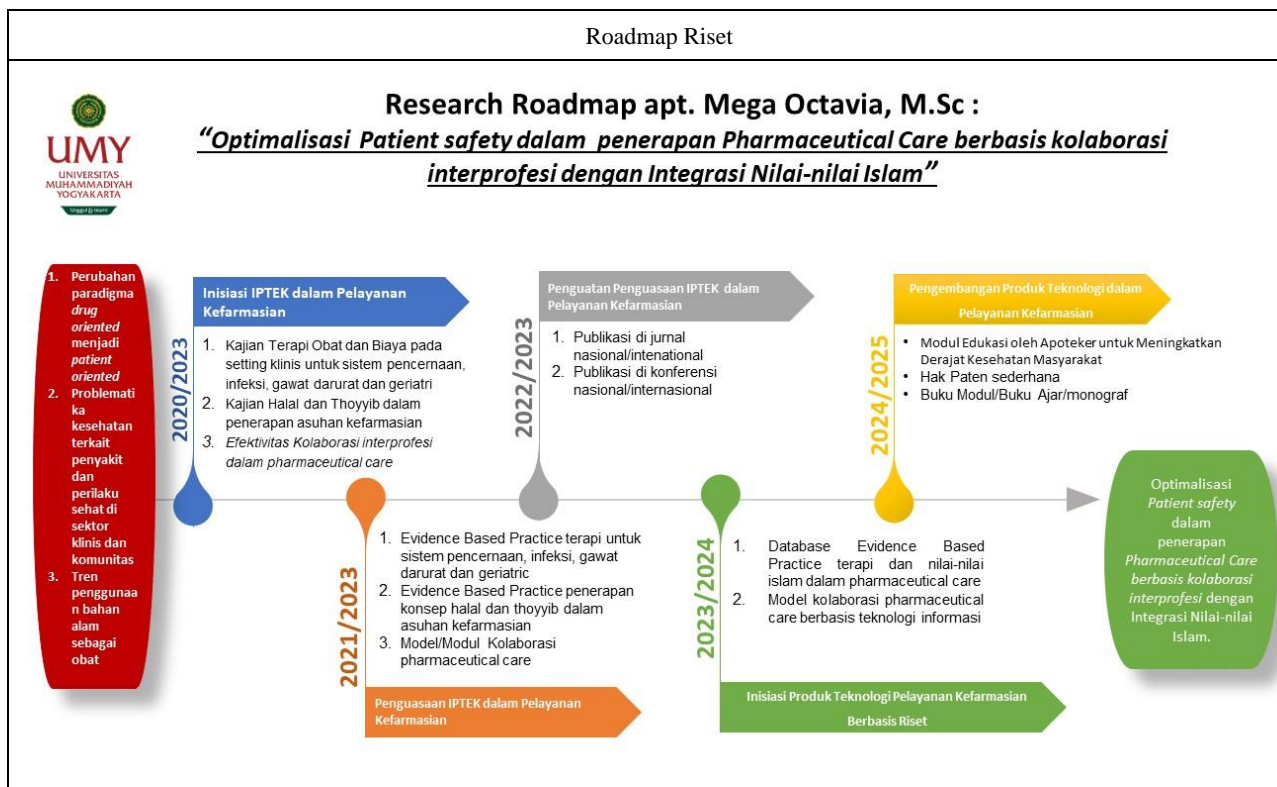 Roadmap Riset
Research Roadmap apt. Mega Octavia, M.Sc :
“Optimalisasi Patient safety dalam penerapan Pharmaceutical Care berbasis kolaborasi
interprofesi dengan Integrasi Nilai-nilai Islam”
UMY
UNIVERSITAS
MUHAMMADIYAH
YOGYAKARTA
Unggul & Islami
1. Perubahan
paradigma
drug
oriented
menjadi
patient
oriented
2. Problemati
ka
kesehatan
terkait
penyakit
dan
perilaku
sehat di
sektor
klinis dan
komunitas
3. Tren
penggunaa
n bahan
alam
sebagai
obat
2020/2023
Inisiasi IPTEK dalam Pelayanan
Kefarmasian
1. Kajian Terapi Obat dan Biaya pada
setting klinis untuk sistem pencernaan,
infeksi, gawat darurat dan geriatri
2. Kajian Halal dan Thoyyib dalam
penerapan asuhan kefarmasian
3. Efektivitas Kolaborasi interprofesi
dalam pharmaceutical care
2021/2023
1. Evidence Based Practice terapi untuk
sistem pencernaan, infeksi, gawat
darurat dan geriatric
2. Evidence Based Practice penerapan
konsep halal dan thoyyib dalam
asuhan kefarmasian
3. Model/Modul Kolaborasi
pharmaceutical care
Penguasaan IPTEK dalam Pelayanan
Kefarmasian
2022/2023
Penguatan Penguasaan IPTEK dalam
Pelayanan Kefarmasian
1. Publikasi di jurnal
nasional/intenational
2. Publikasi di konferensi
nasional/internasional
2023/2024
1. Database Evidence Based
Practice terapi dan nilai-nilai
islam dalam pharmaceutical care
2. Model kolaborasi pharmaceutical
care berbasis teknologi informasi
Inisiasi Produk Teknologi Pelayanan Kefarmasian
Berbasis Riset
2024/2025
Pengembangan Produk Teknologi dalam
Pelayanan Kefarmasian
• Modul Edukasi oleh Apoteker untuk Meningkatkan
Derajat Kesehatan Masyarakat
• Hak Paten sederhana
• Buku Modul/Buku Ajar/monograf
Optimalisasi
Patient safety
dalam
penerapan
Pharmaceutical Care
berbasis kolaborasi
interprofesi dengan
Integrasi Nilai-nilai
Islam.